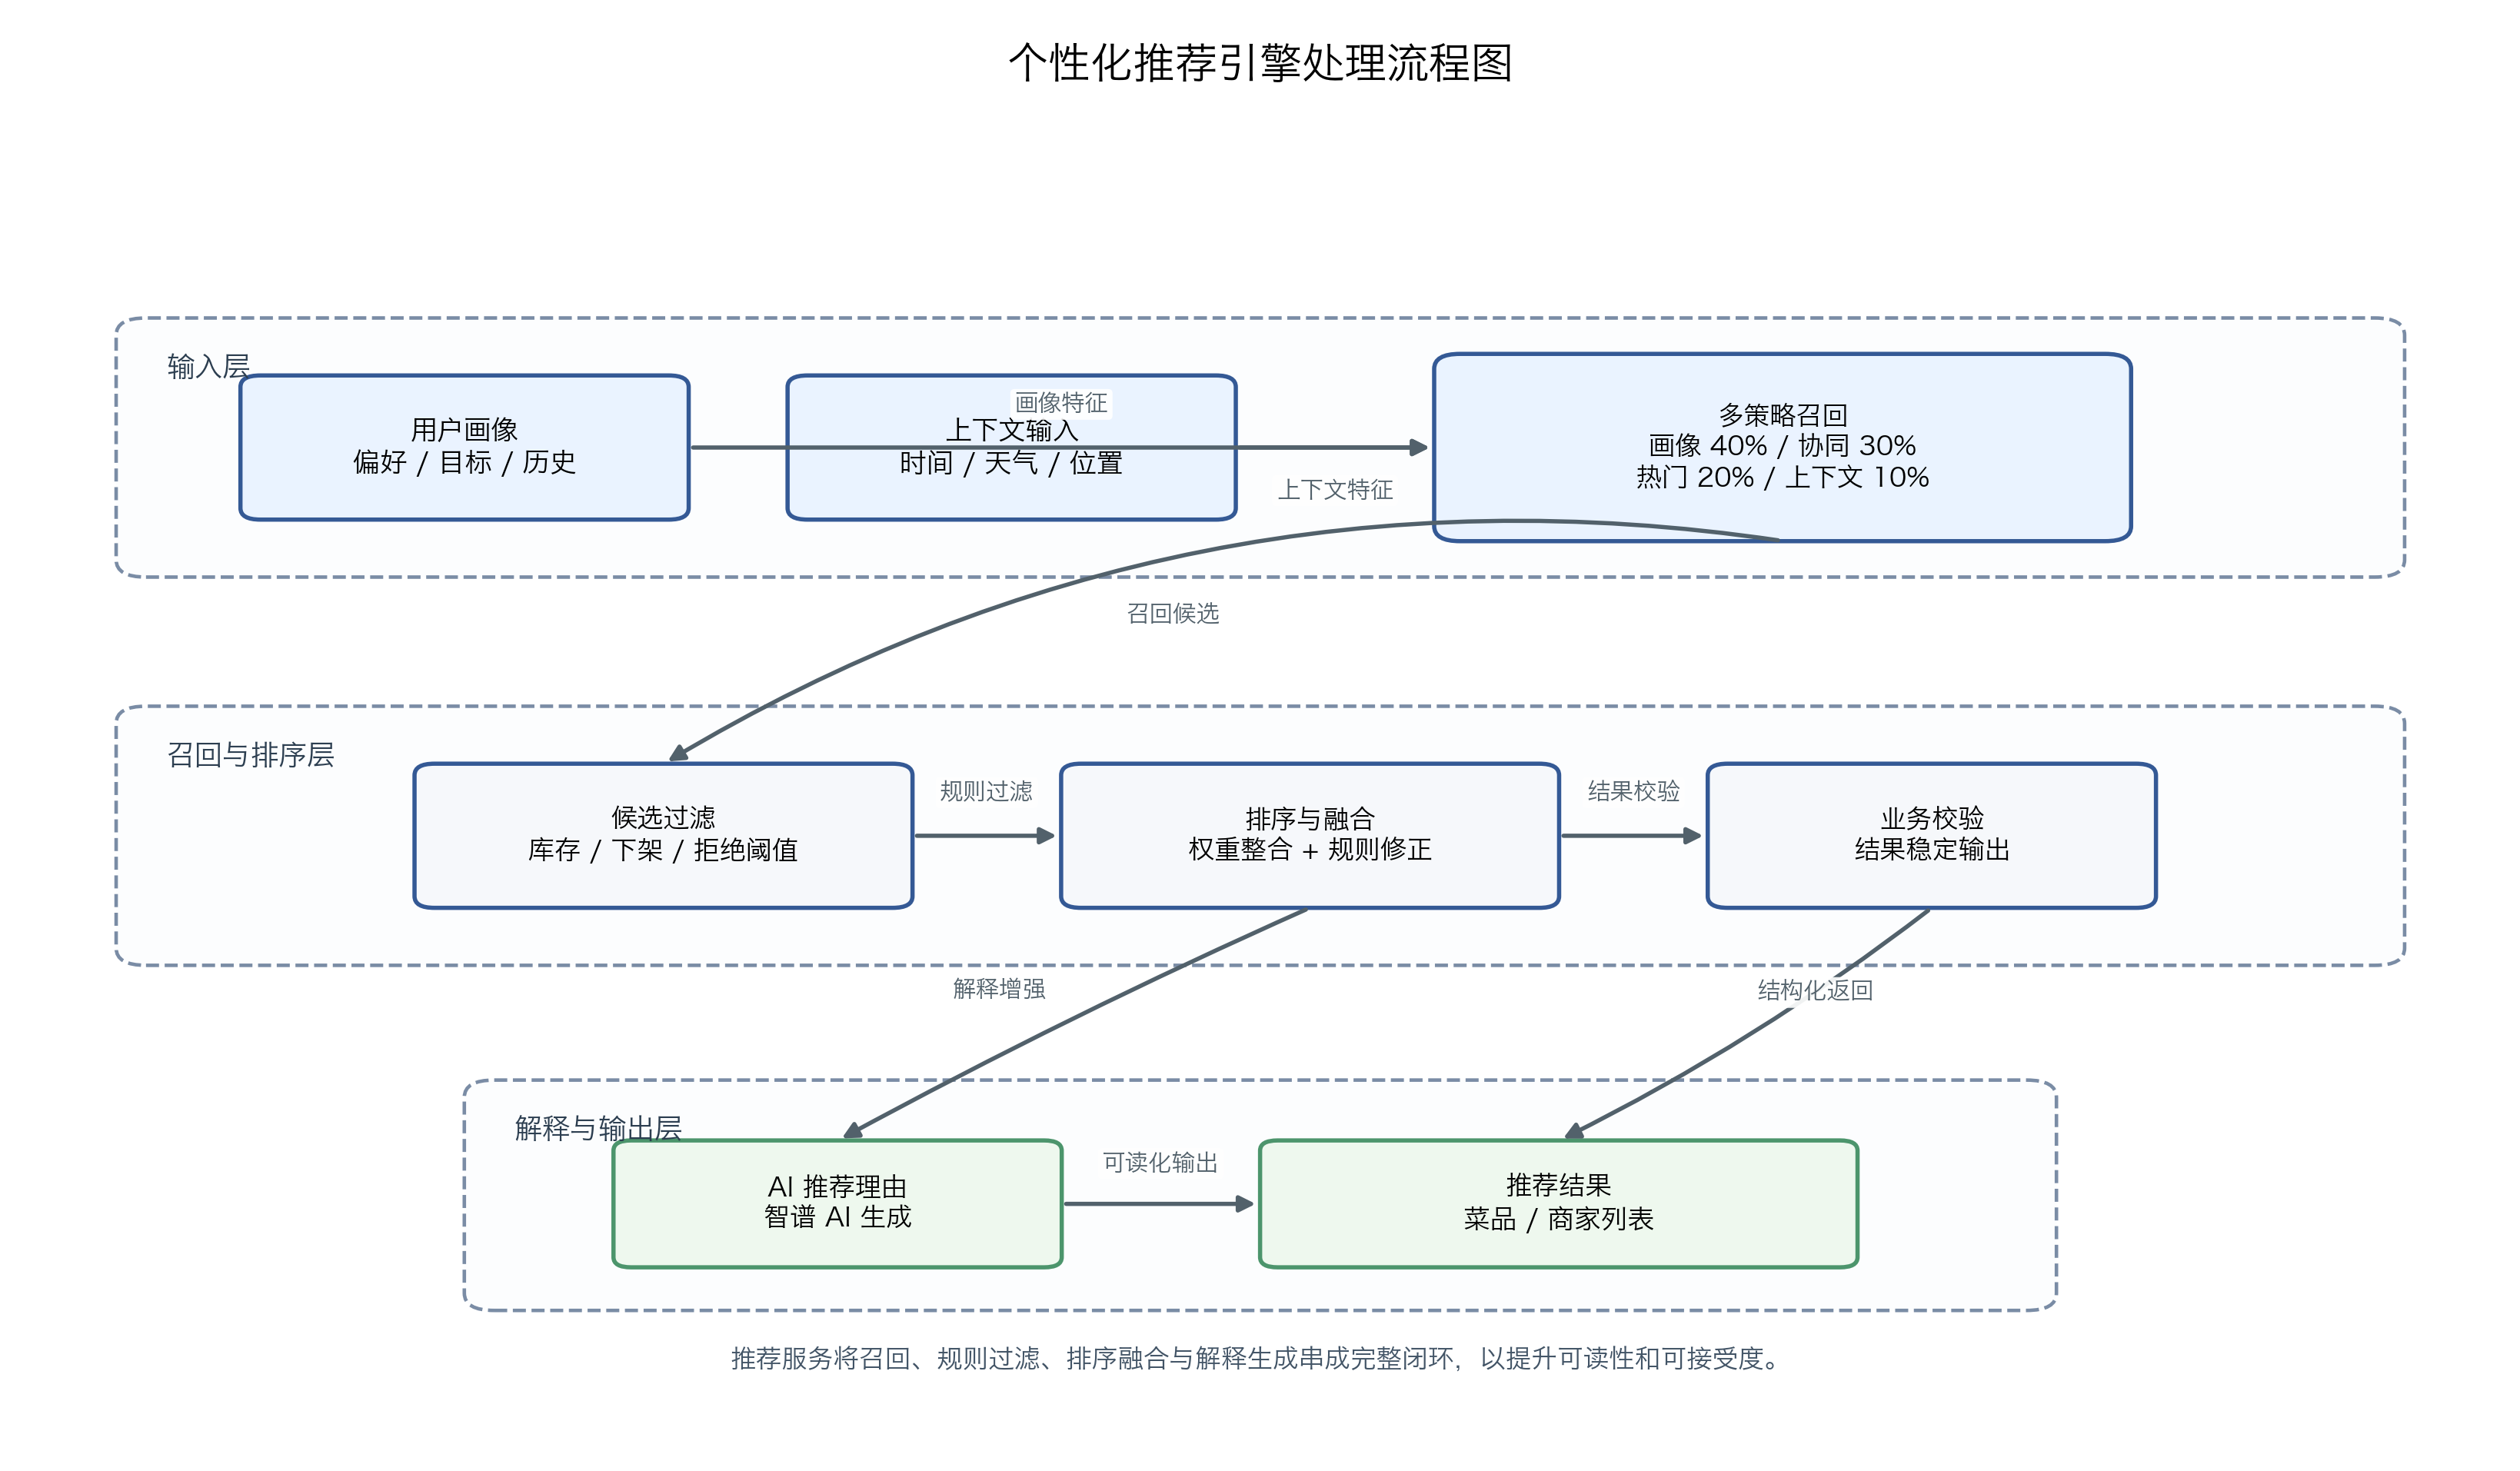 个性化推荐引擎处理流程图
输入层
用户画像
偏好 / 目标 / 历史
画像特征
上下文输入
时间 / 天气 / 位置
上下文特征
多策略召回
画像 40% / 协同 30%
热门 20% / 上下文 10%
召回候选
召回与排序层
候选过滤
库存 / 下架 / 拒绝阈值
规则过滤
排序与融合
权重整合 + 规则修正
结果校验
业务校验
结果稳定输出
解释增强
结构化返回
解释与输出层
AI 推荐理由
智谱 AI 生成
可读化输出
推荐结果
菜品 / 商家列表
推荐服务将召回、规则过滤、排序融合与解释生成串成完整闭环，以提升可读性和可接受度。